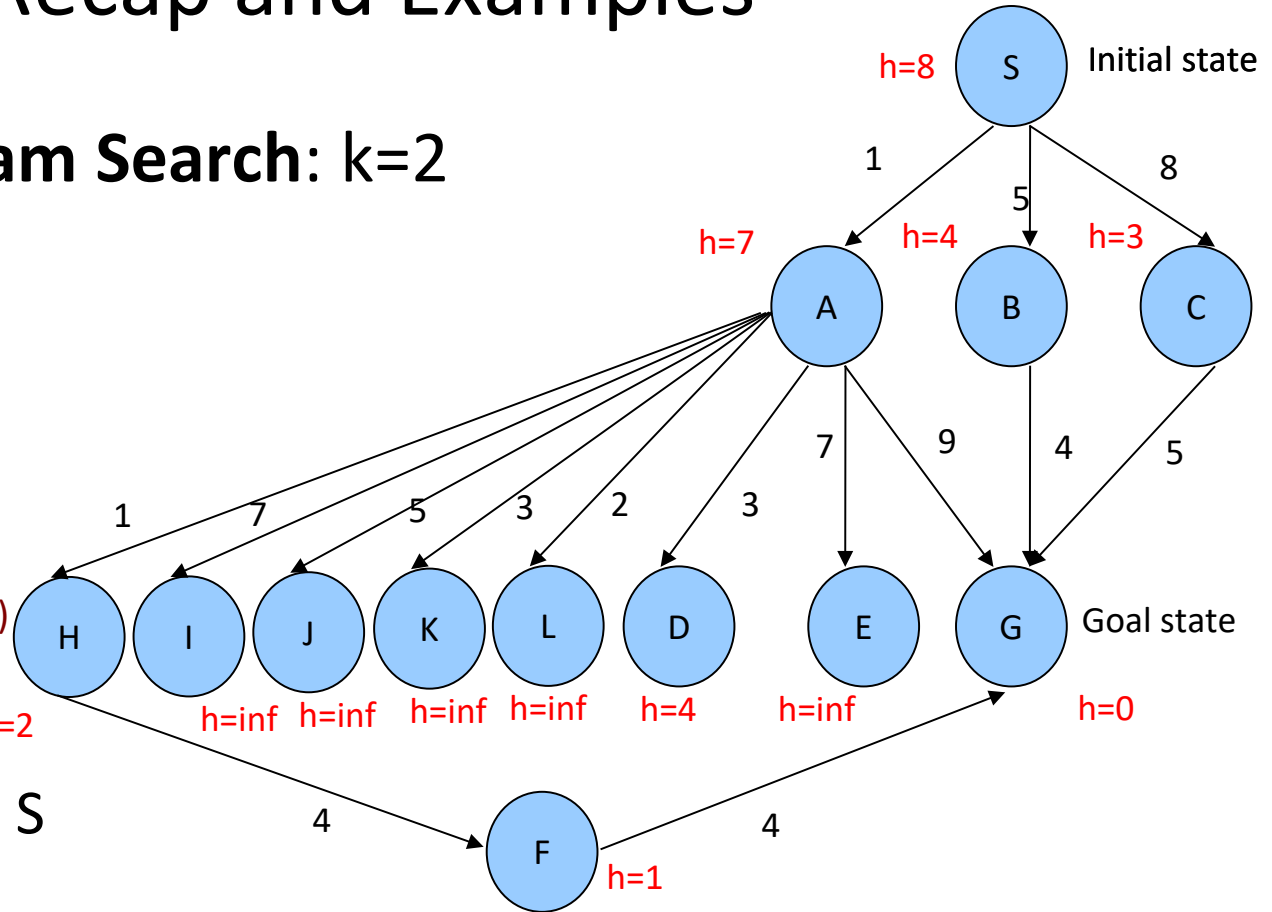 Recap and Examples
S
Initial state
h=8
am Search: k=2
1
5
8
h=7
h=4
h=3
A
B
C
7
9
4
5
1
7
5
3
2
3
)
H
I
J
K
L
D
E
G
Goal state
=2
h=inf
h=inf
h=inf
h=inf
h=4
h=inf
h=0
S
4
4
F
h=1